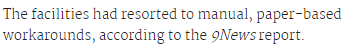 The facilities had resorted to manual, paper-based
workarounds, according to the 9News report.